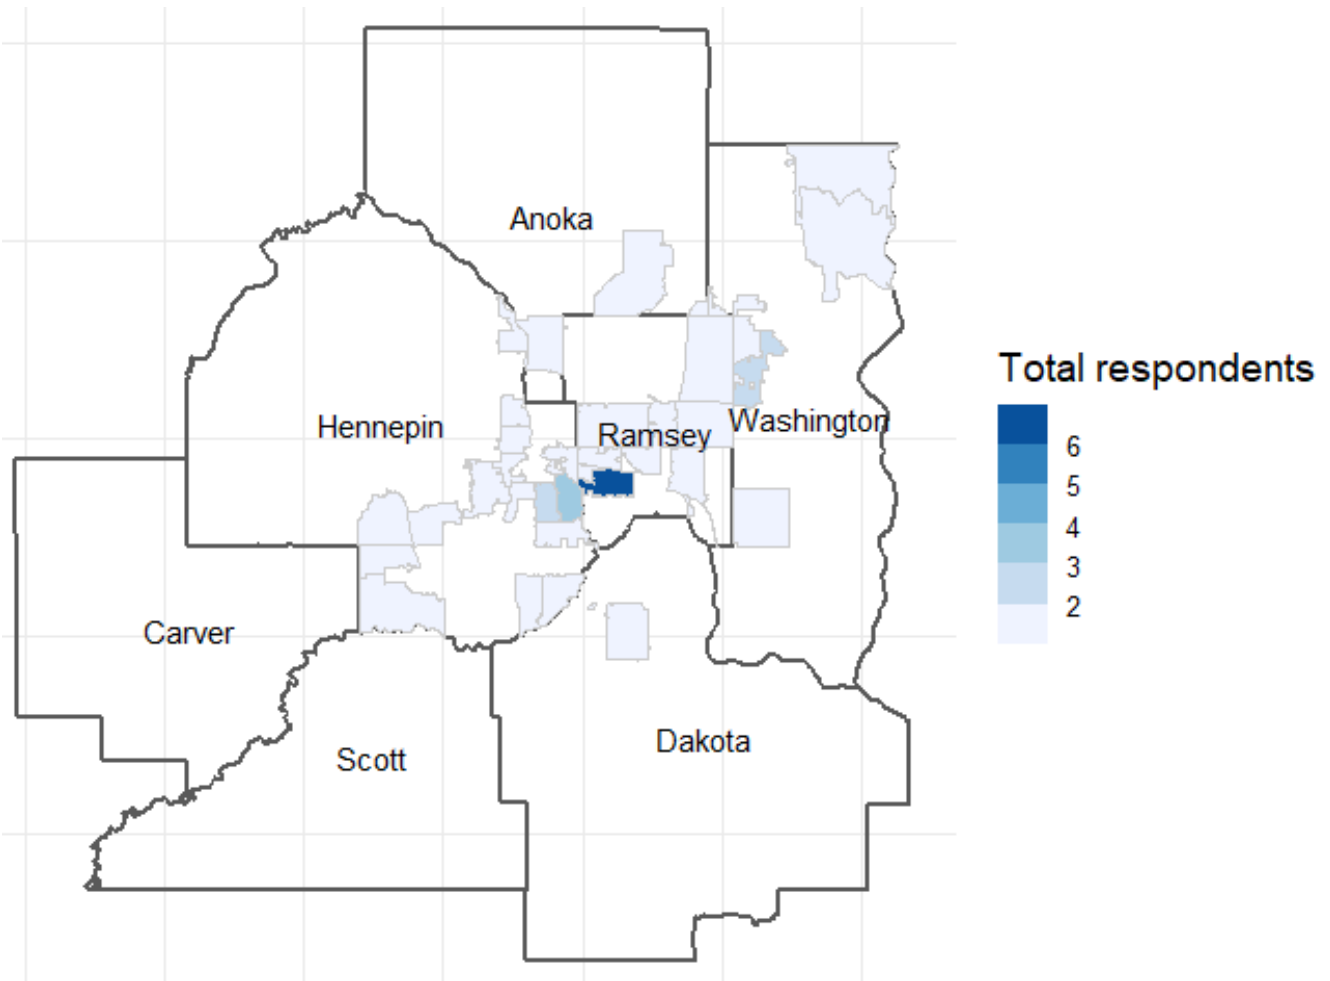 Anoka
Total respondents
Hennepin
Ramsey
Washington
6
5
4
3
2
Carver
Scott
Dakota